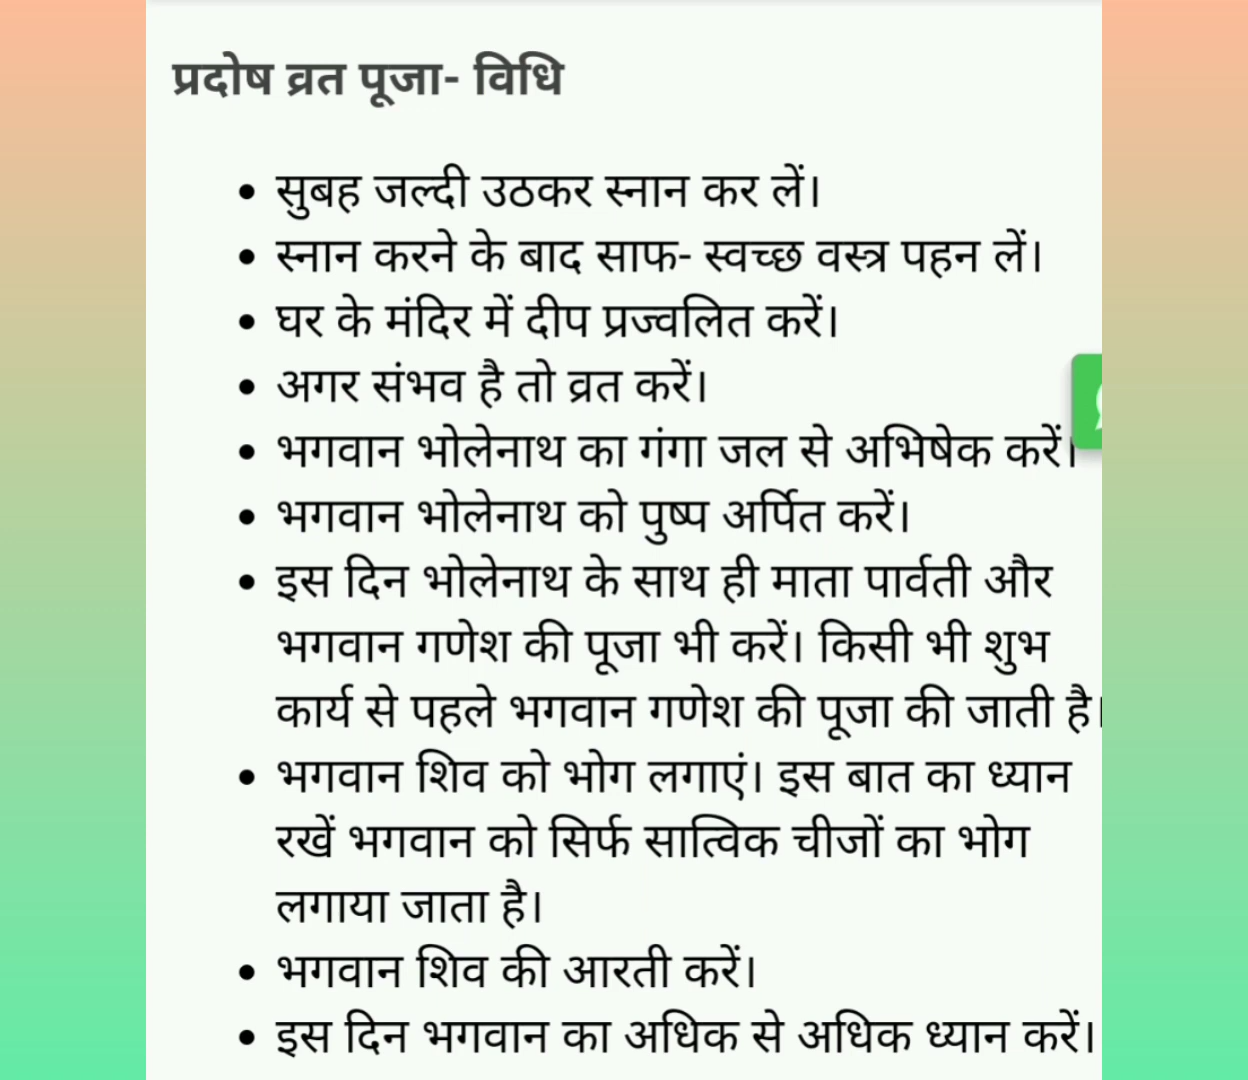 प्रदोष व्रत पूजा- विधि
• सुबह जल्दी उठकर स्नान कर लें।
• स्नान करने के बाद साफ- स्वच्छ वस्त्र पहन लें।
• घर के मंदिर में दीप प्रज्वलित करें।
• अगर संभव है तो व्रत करें।
• भगवान भोलेनाथ का गंगा जल से अभिषेक करें।
• भगवान भोलेनाथ को पुष्प अर्पित करें।
• इस दिन भोलेनाथ के साथ ही माता पार्वती और
भगवान गणेश की पूजा भी करें। किसी भी शुभ
कार्य से पहले भगवान गणेश की पूजा की जाती है।
• भगवान शिव को भोग लगाएं। इस बात का ध्यान
रखें भगवान को सिर्फ सात्विक चीजों का भोग
लगाया जाता है।
• भगवान शिव की आरती करें।
• इस दिन भगवान का अधिक से अधिक ध्यान करें।